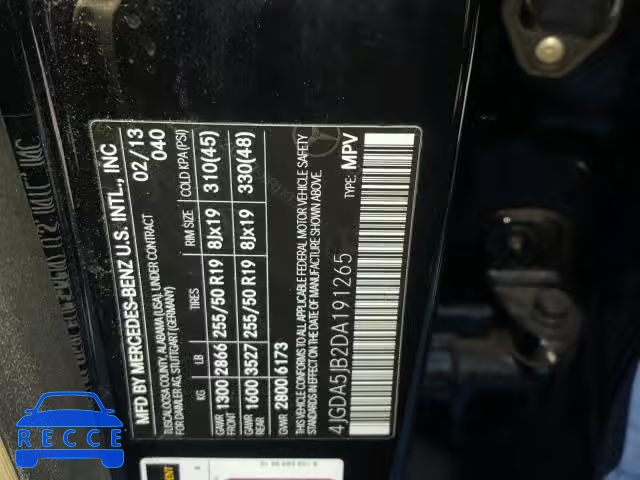 MFD BY MERCEDES-BENZ U.S. INTL., INC 02/13
TUSCALOOSA COUNTY, ALABAMA (USA) UNDER CONTRACT 040
FOR DAIMLER AG, STUTTGART (GERMANY)
KG LB TIRES RIM SIZE COLD KPA (PSI)
GAWR FRONT 1300 2866 255/50 R19 8Jx19 310(45)
GAWR REAR 1600 3527 255/50 R19 8Jx19 330(48)
GVWR 2800 6173
THIS VEHICLE CONFORMS TO ALL APPLICABLE FEDERAL MOTOR VEHICLE SAFETY
STANDARDS IN EFFECT ON THE DATE OF MANUFACTURE SHOWN ABOVE.
4JGDA5JB2DA191265 TYPE: MPV